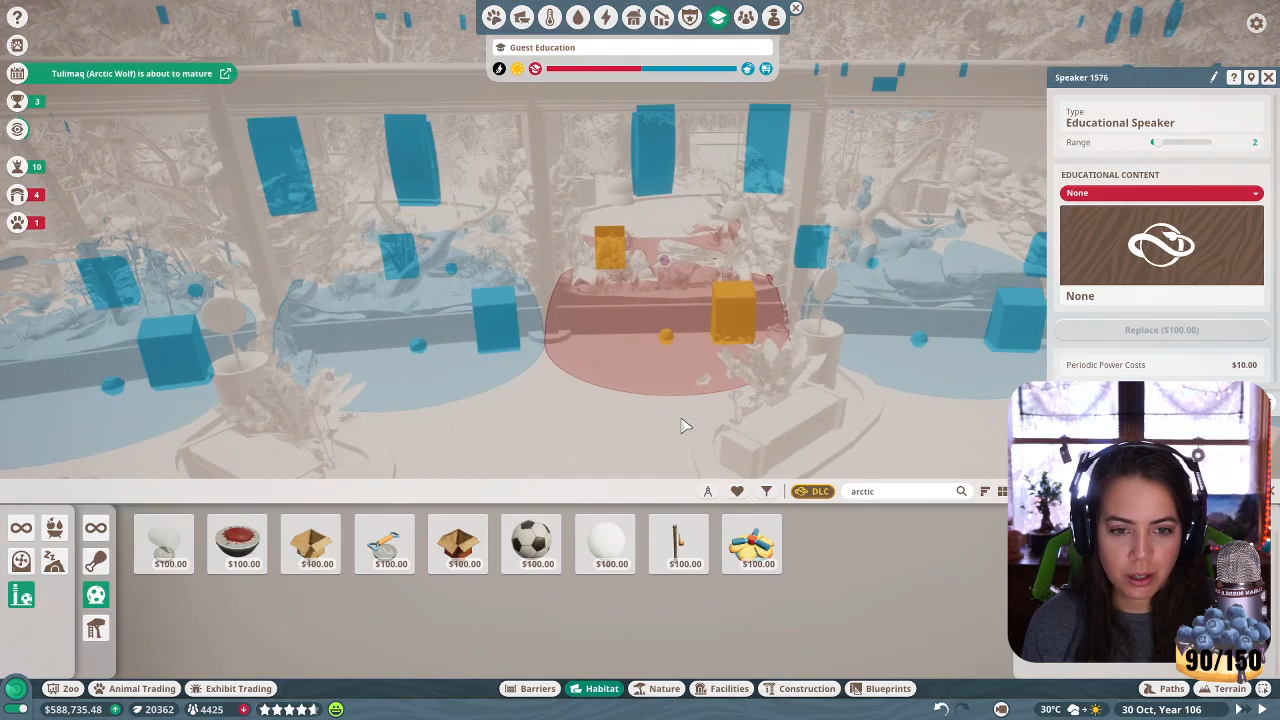 Guest Education
Tulimaq (Arctic Wolf) is about to mature
3
10
4
1
Speaker 1576
?
Type
Educational Speaker
Range
2
EDUCATIONAL CONTENT
None
None
Replace ($100.00)
Periodic Power Costs
$10.00
DLC
arctic
$100.00
$100.00
$100.00
$100.00
$100.00
$100.00
$100.00
$100.00
$100.00
90/150
Zoo
Animal Trading
Exhibit Trading
Barriers
Habitat
Nature
Facilities
Construction
Blueprints
Paths
Terrain
$588,735.48
20362
4425
30°C
30 Oct, Year 106